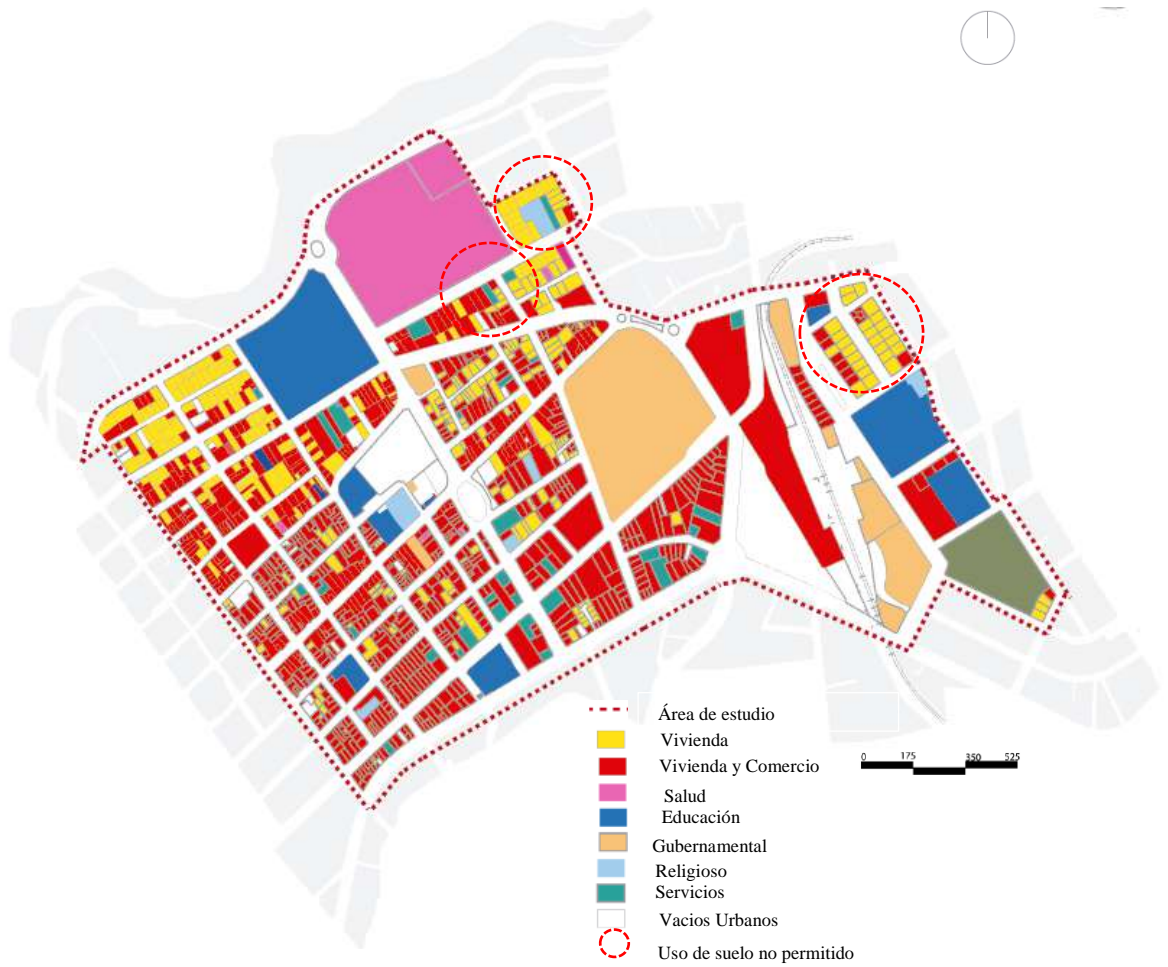 Área de estudio
Vivienda
Vivienda y Comercio
0 175 350 525
Salud
Educación
Gubernamental
Religioso
Servicios
Vacios Urbanos
Uso de suelo no permitido